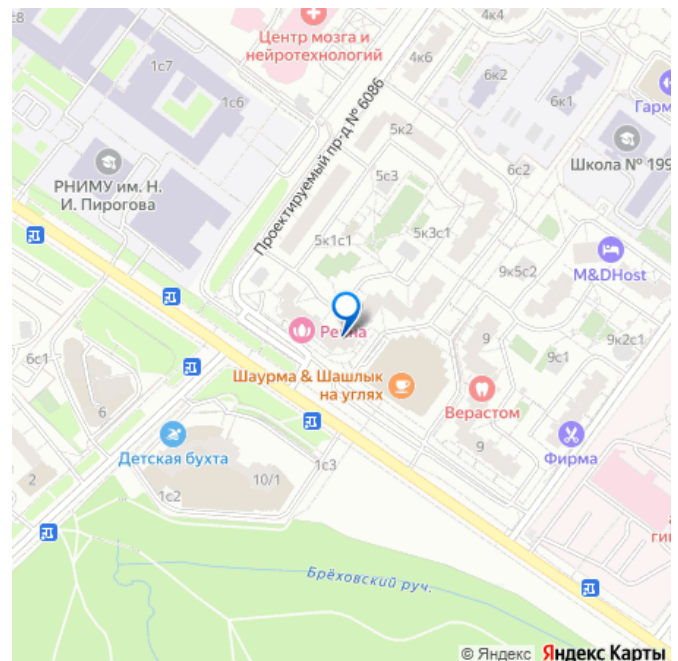 с8
Центр мозга и
нейротехнологий
4к4
4к6
1с7
1с6
6к2
6к1
Гарм
Проектируемый пр-д № 6086
5к2
Школа № 199
РНИМУ им. Н.
И. Пирогова
5с3
6с2
5к1с1
5к3с1
9к5с2
M&DHost
9
9к2с1
9с1
6с1
Шаурма & Шашлык
на углях
Верастом
6
9
Фирма
Детская бухта
1с3
2
10/1
1с2
а
ги
Брёховский руч.
© Яндекс Яндекс Карты